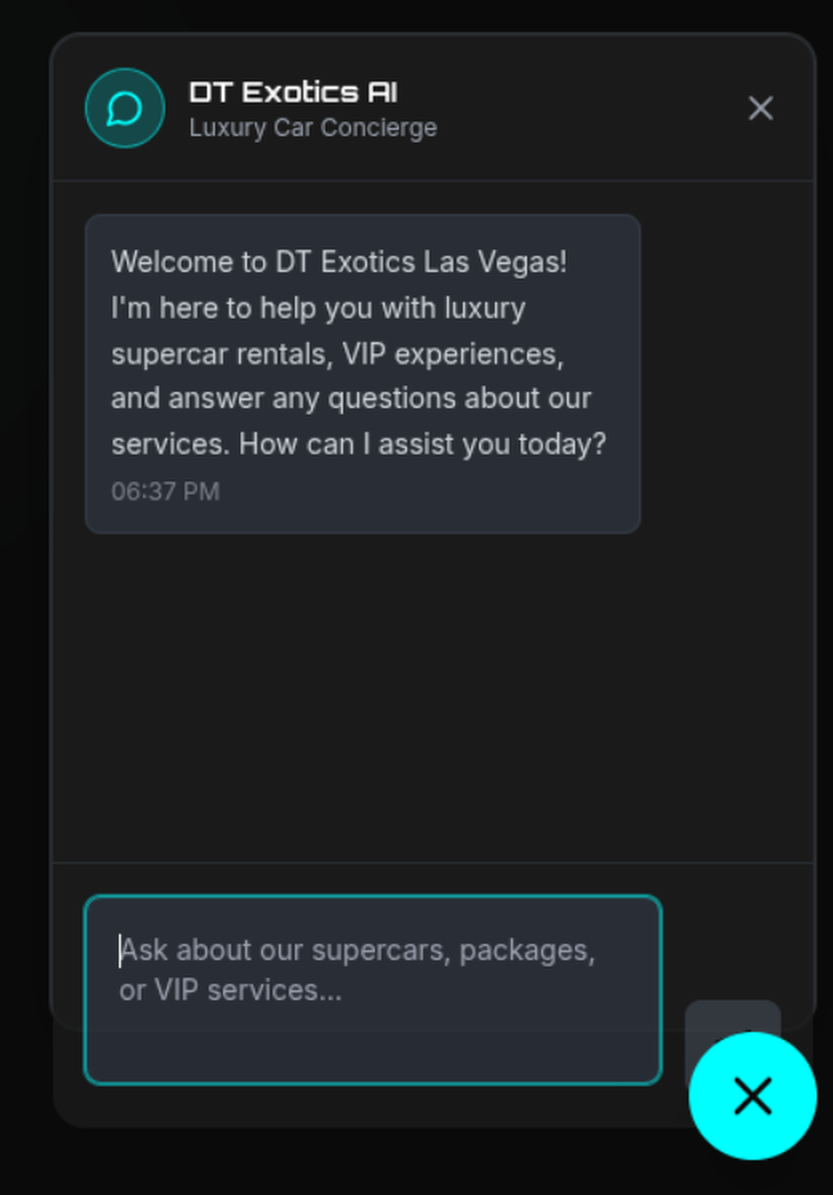 DT Exotics AI
Luxury Car Concierge
Welcome to DT Exotics Las Vegas!
I'm here to help you with luxury
supercar rentals, VIP experiences,
and answer any questions about our
services. How can I assist you today?
06:37 PM
Ask about our supercars, packages,
or VIP services...